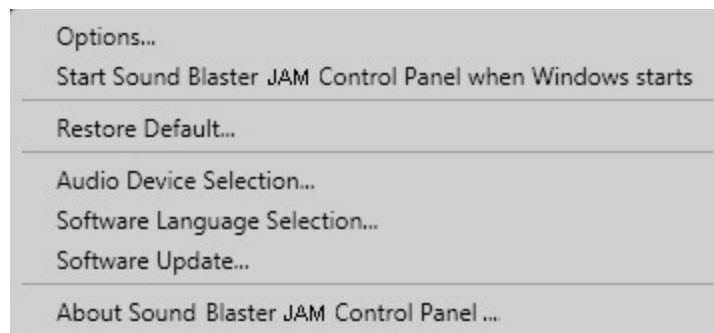 Options...
Start Sound Blaster JAM Control Panel when Windows starts
Restore Default...
Audio Device Selection...
Software Language Selection...
Software Update...
About Sound Blaster JAM Control Panel ...